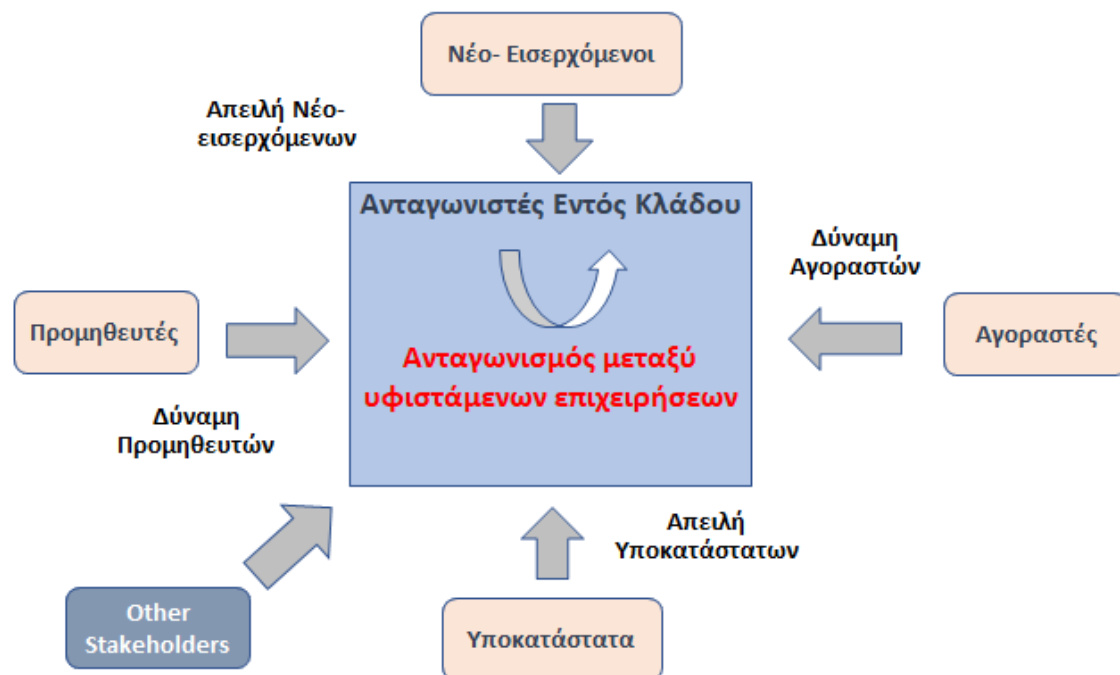 Νέο- Εισερχόμενοι
Απειλή Νέο-
εισερχόμενων
Ανταγωνιστές Εντός Κλάδου
Δύναμη
Αγοραστών
Προμηθευτές
Αγοραστές
Ανταγωνισμός μεταξύ
υφιστάμενων επιχειρήσεων
Δύναμη
Προμηθευτών
Απειλή
Υποκατάστατων
Other
Stakeholders
Υποκατάστατα